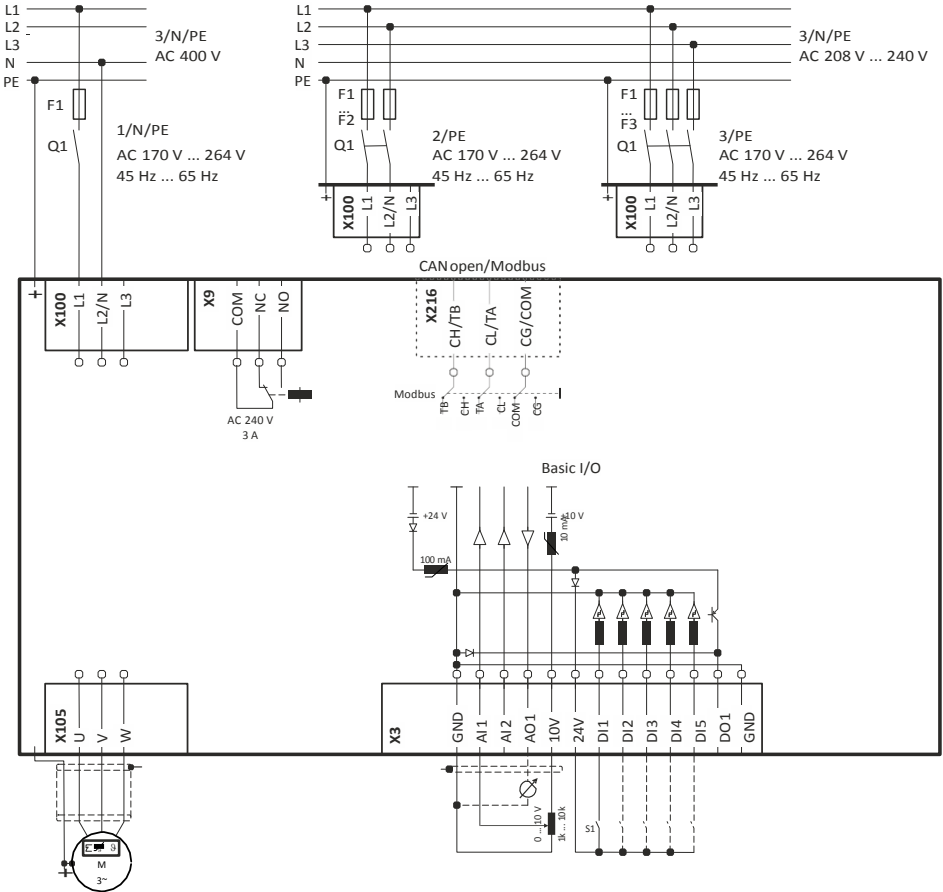 L1
L2
L3
N
PE
3/N/PE
AC 400 V
F1
Q1
1/N/PE
AC 170 V ... 264 V
45 Hz ... 65 Hz
L1
L2
L3
N
PE
3/N/PE
AC 208 V ... 240 V
F1
...
F2
Q1
2/PE
AC 170 V ... 264 V
45 Hz ... 65 Hz
F1
...
F3
Q1
3/PE
AC 170 V ... 264 V
45 Hz ... 65 Hz
X100
L1
L2/N
L3
X100
L1
L2/N
L3
X100
L1
L2/N
L3
X9
COM
NC
NO
AC 240 V
3 A
CANopen/Modbus
X216
CH/TB
CL/TA
CG/COM
Modbus
TB
CH
TA
CL
COM
CG
Basic I/O
+24 V
+10 V
10 mA
100 mA
X105
U
V
W
X3
GND
AI1
AI2
AO1
10V
24V
DI1
DI2
DI3
DI4
DI5
DO1
GND
0 ... 10 V
1k ... 10k
S1
M
3~